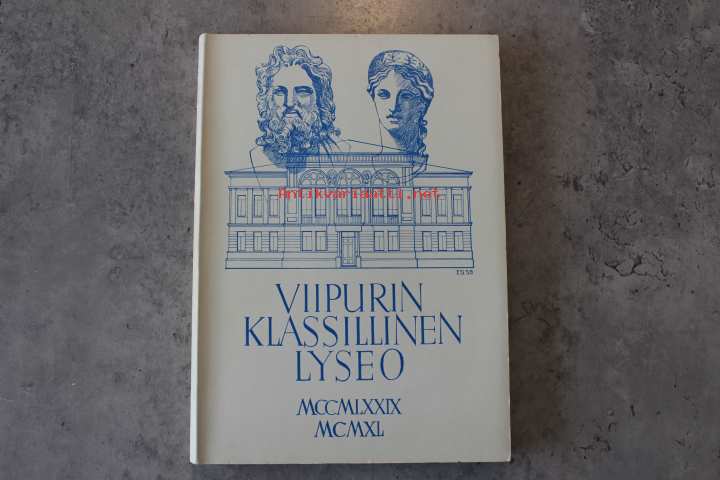 Antikvariaatti.net
TS 58
VIIPURIN
KLASSILLINEN
LYSEO
MCCMLXXIX
MCMXL